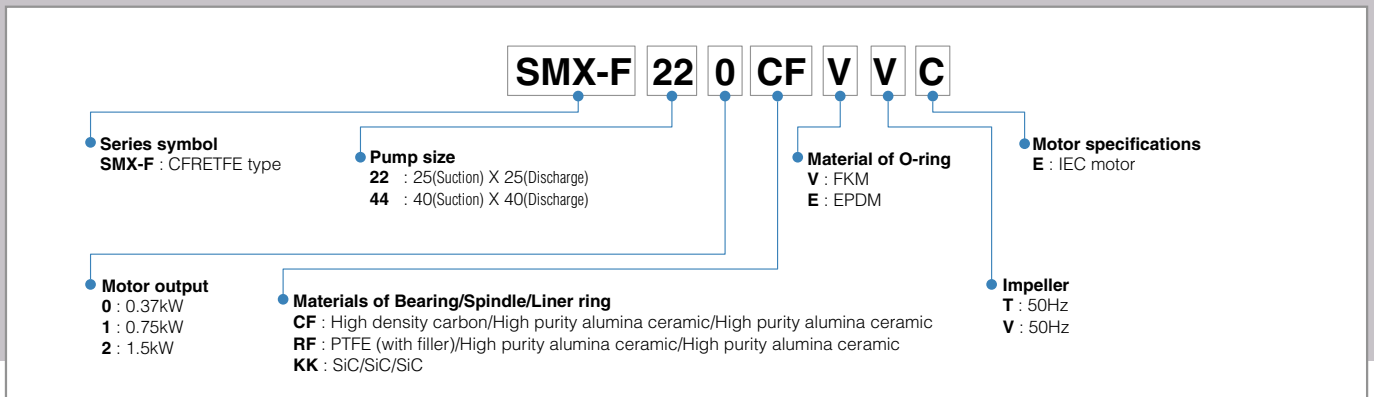 SMX-F 22 0 CF V V C
Series symbol
SMX-F : CFRETFE type
Pump size
22 : 25(Suction) X 25(Discharge)
44 : 40(Suction) X 40(Discharge)
Material of O-ring
V : FKM
E : EPDM
Motor specifications
E : IEC motor
Motor output
0 : 0.37kW
1 : 0.75kW
2 : 1.5kW
Materials of Bearing/Spindle/Liner ring
CF : High density carbon/High purity alumina ceramic/High purity alumina ceramic
RF : PTFE (with filler)/High purity alumina ceramic/High purity alumina ceramic
KK : SiC/SiC/SiC
Impeller
T : 50Hz
V : 50Hz